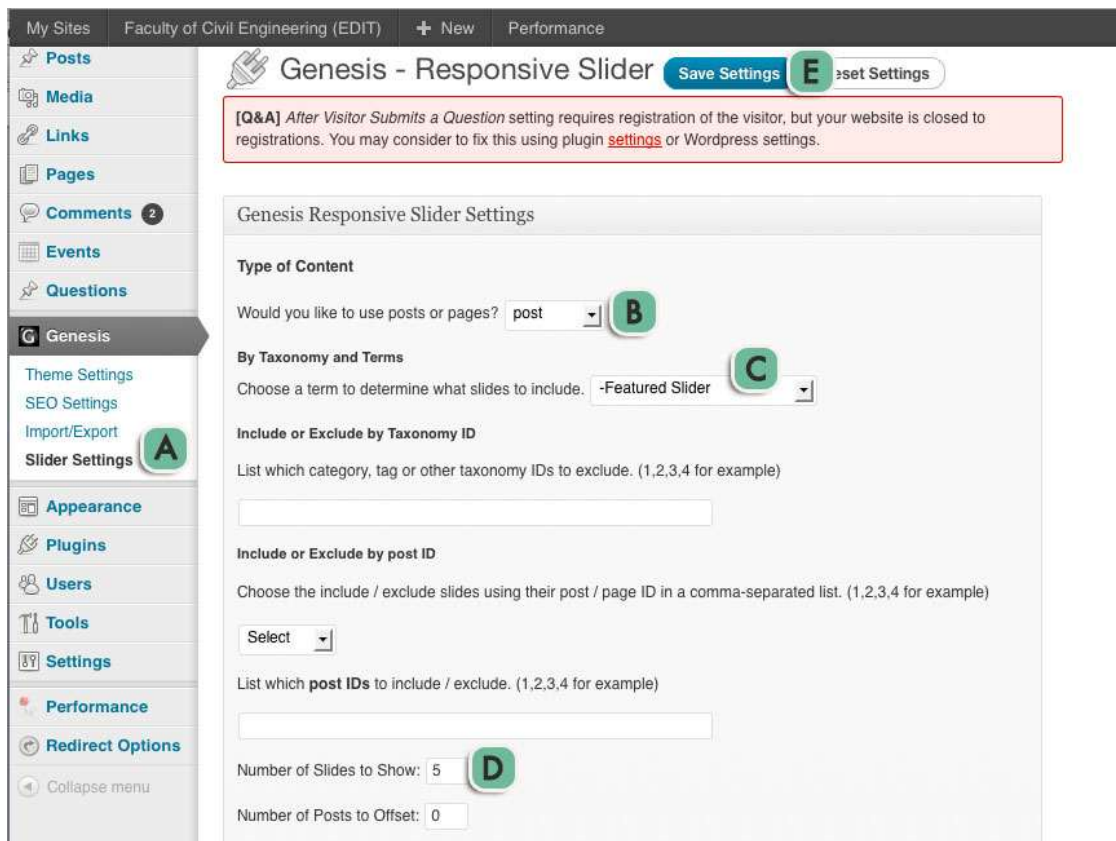 My Sites Faculty of Civil Engineering (EDIT) + New Performance
Posts
Media
Links
Pages
Comments 2
Events
Questions
G Genesis
Theme Settings
SEO Settings
Import/Export
Slider Settings A
Appearance
Plugins
Users
Tools
Settings
Performance
Redirect Options
Collapse menu
Genesis - Responsive Slider Save Settings E eset Settings
[Q&A] After Visitor Submits a Question setting requires registration of the visitor, but your website is closed to
registrations. You may consider to fix this using plugin settings or Wordpress settings.
Genesis Responsive Slider Settings
Type of Content
Would you like to use posts or pages? post B
By Taxonomy and Terms
Choose a term to determine what slides to include. -Featured Slider C
Include or Exclude by Taxonomy ID
List which category, tag or other taxonomy IDs to exclude. (1,2,3,4 for example)
Include or Exclude by post ID
Choose the include / exclude slides using their post / page ID in a comma-separated list. (1,2,3,4 for example)
Select
List which post IDs to include / exclude. (1,2,3,4 for example)
Number of Slides to Show: 5 D
Number of Posts to Offset: 0